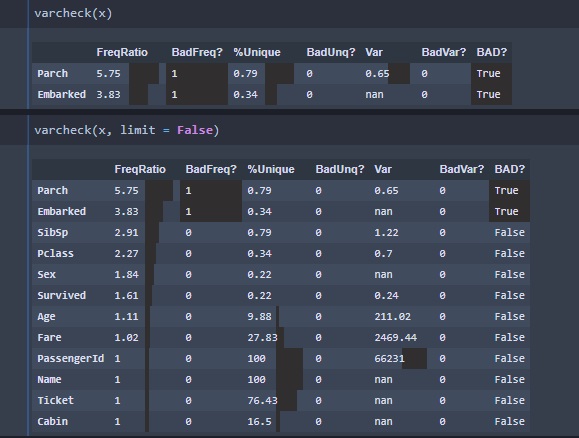 varcheck(x)
FreqRatio BadFreq? %Unique BadUnq? Var BadVar? BAD?
Parch 5.75 1 0.79 0 0.65 0 True
Embarked 3.83 1 0.34 0 nan 0 True
varcheck(x, limit = False)
FreqRatio BadFreq? %Unique BadUnq? Var BadVar? BAD?
Parch 5.75 1 0.79 0 0.65 0 True
Embarked 3.83 1 0.34 0 nan 0 True
SibSp 2.91 0 0.79 0 1.22 0 False
Pclass 2.27 0 0.34 0 0.7 0 False
Sex 1.84 0 0.22 0 nan 0 False
Survived 1.61 0 0.22 0 0.24 0 False
Age 1.11 0 9.88 0 211.02 0 False
Fare 1.02 0 27.83 0 2469.44 0 False
PassengerId 1 0 100 0 66231 0 False
Name 1 0 100 0 nan 0 False
Ticket 1 0 76.43 0 nan 0 False
Cabin 1 0 16.5 0 nan 0 False